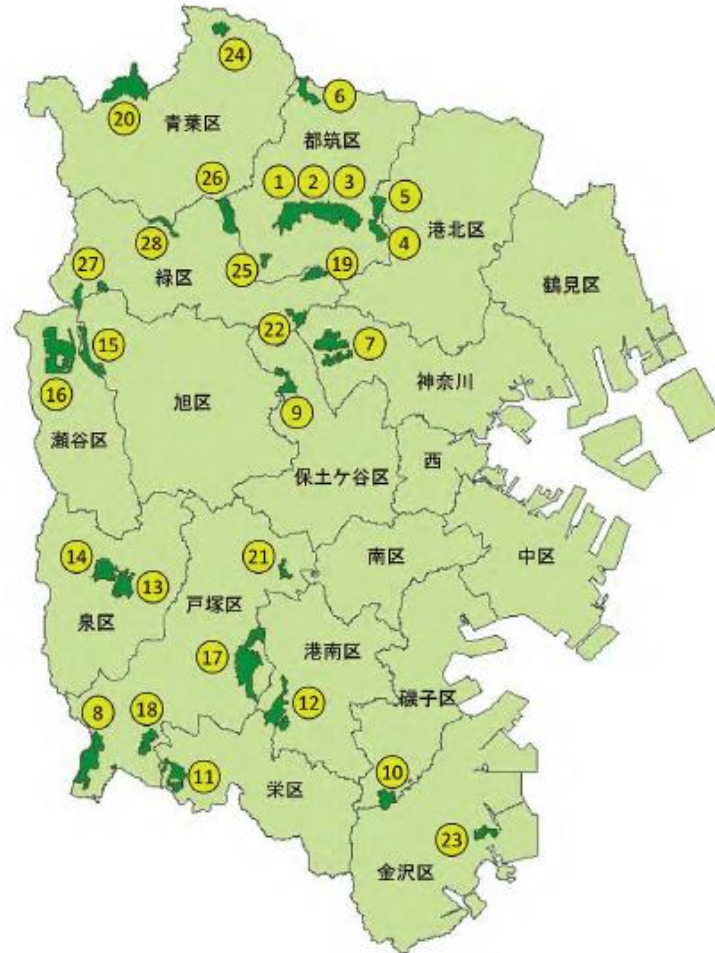 24
20
6
青葉区
都筑区
26
1 2 3
5
港北区
28
4
緑区
25
19
27
鶴見区
22
7
15
神奈川
16
旭区
9
瀬谷区
保土ケ谷区
西
14
21
南区
中区
13
戸塚区
泉区
17
港南区
12
磯子区
8
18
11
栄区
10
23
金沢区